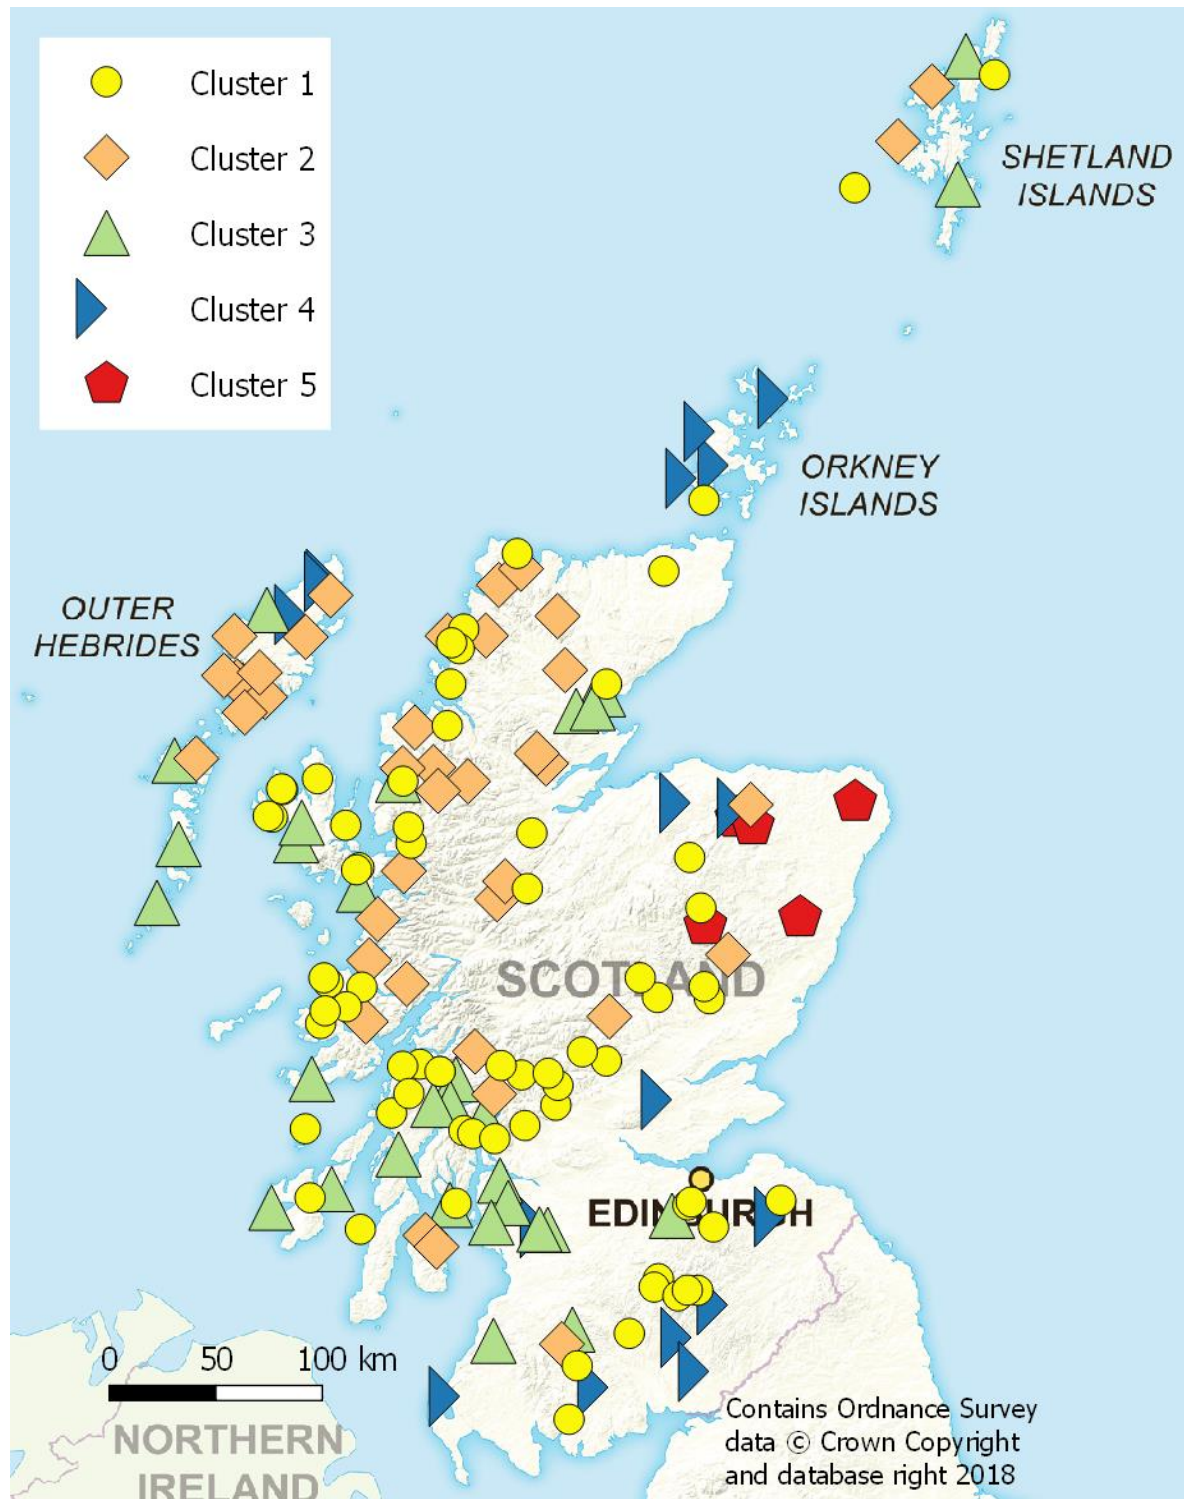 Cluster 1
Cluster 2
Cluster 3
Cluster 4
Cluster 5
SHETLAND
ISLANDS
ORKNEY
ISLANDS
OUTER
HEBRIDES
SCOTLAND
EDINBURGH
0 50 100 km
NORTHERN
IRELAND
Contains Ordnance Survey
data © Crown Copyright
and database right 2018